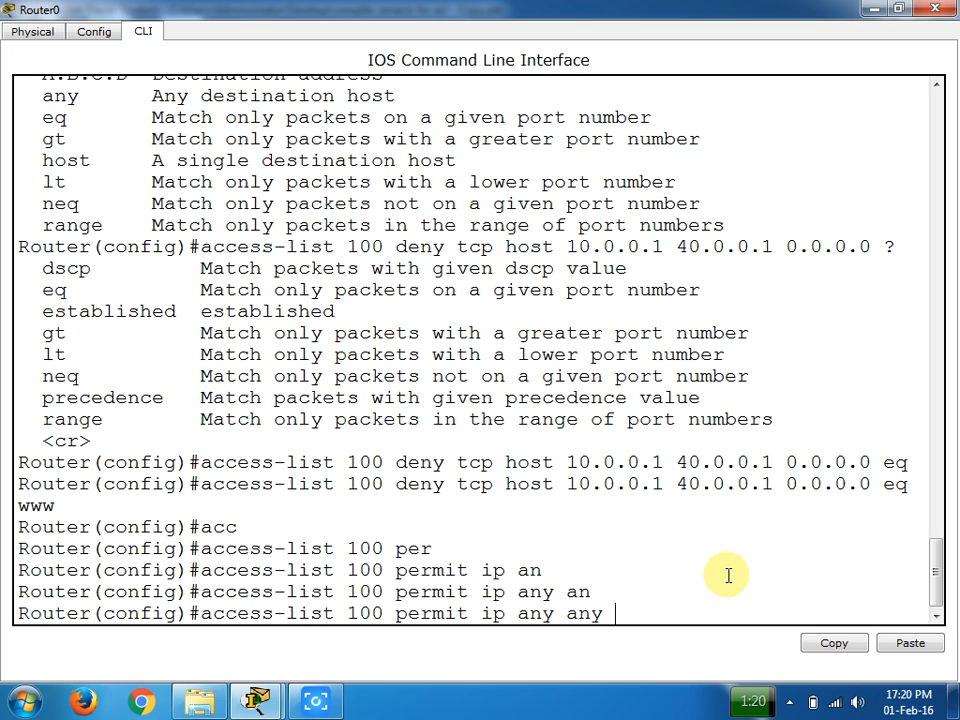 Router0
Physical Config CLI
IOS Command Line Interface
A.B.C.D Destination address
any Any destination host
eq Match only packets on a given port number
gt Match only packets with a greater port number
host A single destination host
lt Match only packets with a lower port number
neq Match only packets not on a given port number
range Match only packets in the range of port numbers
Router(config)#access-list 100 deny tcp host 10.0.0.1 40.0.0.1 0.0.0.0 ?
dscp Match packets with given dscp value
eq Match only packets on a given port number
established established
gt Match only packets with a greater port number
lt Match only packets with a lower port number
neq Match only packets not on a given port number
precedence Match packets with given precedence value
range Match only packets in the range of port numbers
<cr>
Router(config)#access-list 100 deny tcp host 10.0.0.1 40.0.0.1 0.0.0.0 eq
Router(config)#access-list 100 deny tcp host 10.0.0.1 40.0.0.1 0.0.0.0 eq
www
Router(config)#acc
Router(config)#access-list 100 per
Router(config)#access-list 100 permit ip an
Router(config)#access-list 100 permit ip any an
Router(config)#access-list 100 permit ip any any
Copy Paste
1:20
17:20 PM
01-Feb-16